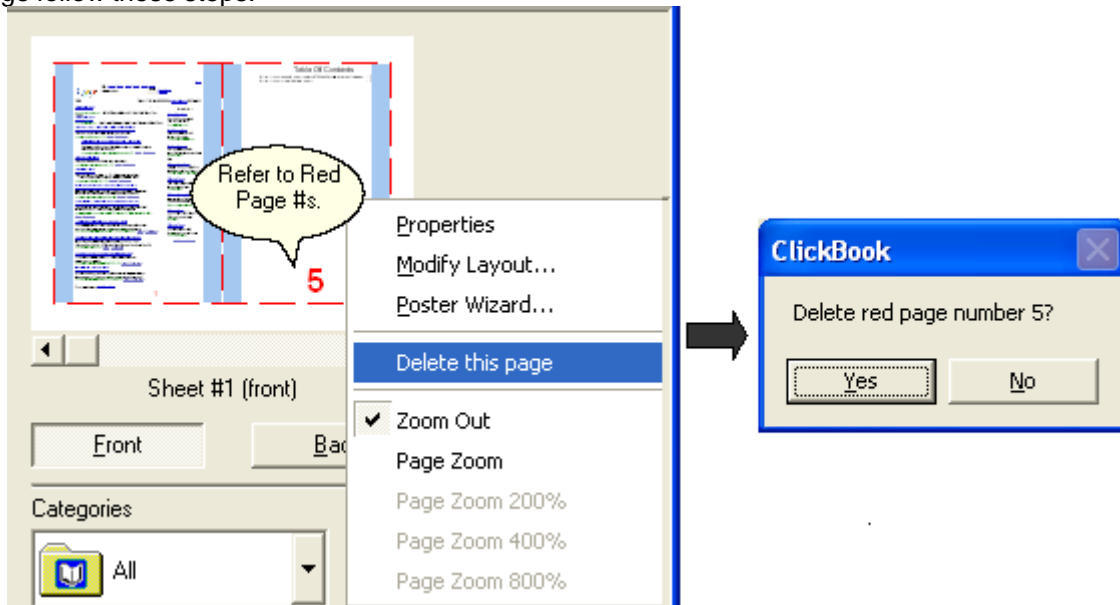 Table Of Contents
Refer to Red
Page #s.
5
Properties
Modify Layout...
Poster Wizard...
Delete this page
Zoom Out
Page Zoom
Page Zoom 200%
Page Zoom 400%
Page Zoom 800%
Sheet #1 (front)
Front
Bac
Categories
All
ClickBook
Delete red page number 5?
Yes
No